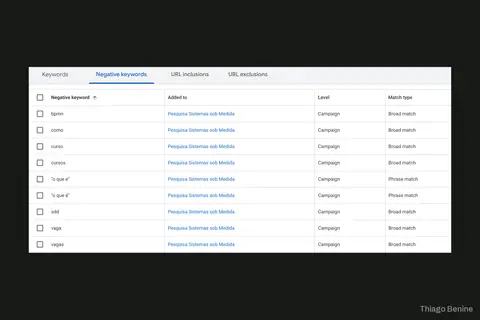 Keywords Negative keywords URL inclusions URL exclusions
Negative keyword ↑ Added to Level Match type
bpmn Pesquisa Sistemas sob Medida Campaign Broad match
como Pesquisa Sistemas sob Medida Campaign Broad match
curso Pesquisa Sistemas sob Medida Campaign Broad match
cursos Pesquisa Sistemas sob Medida Campaign Broad match
"o que e" Pesquisa Sistemas sob Medida Campaign Phrase match
"o que é" Pesquisa Sistemas sob Medida Campaign Phrase match
sdd Pesquisa Sistemas sob Medida Campaign Broad match
vaga Pesquisa Sistemas sob Medida Campaign Broad match
vagas Pesquisa Sistemas sob Medida Campaign Broad match
Thiago Benine